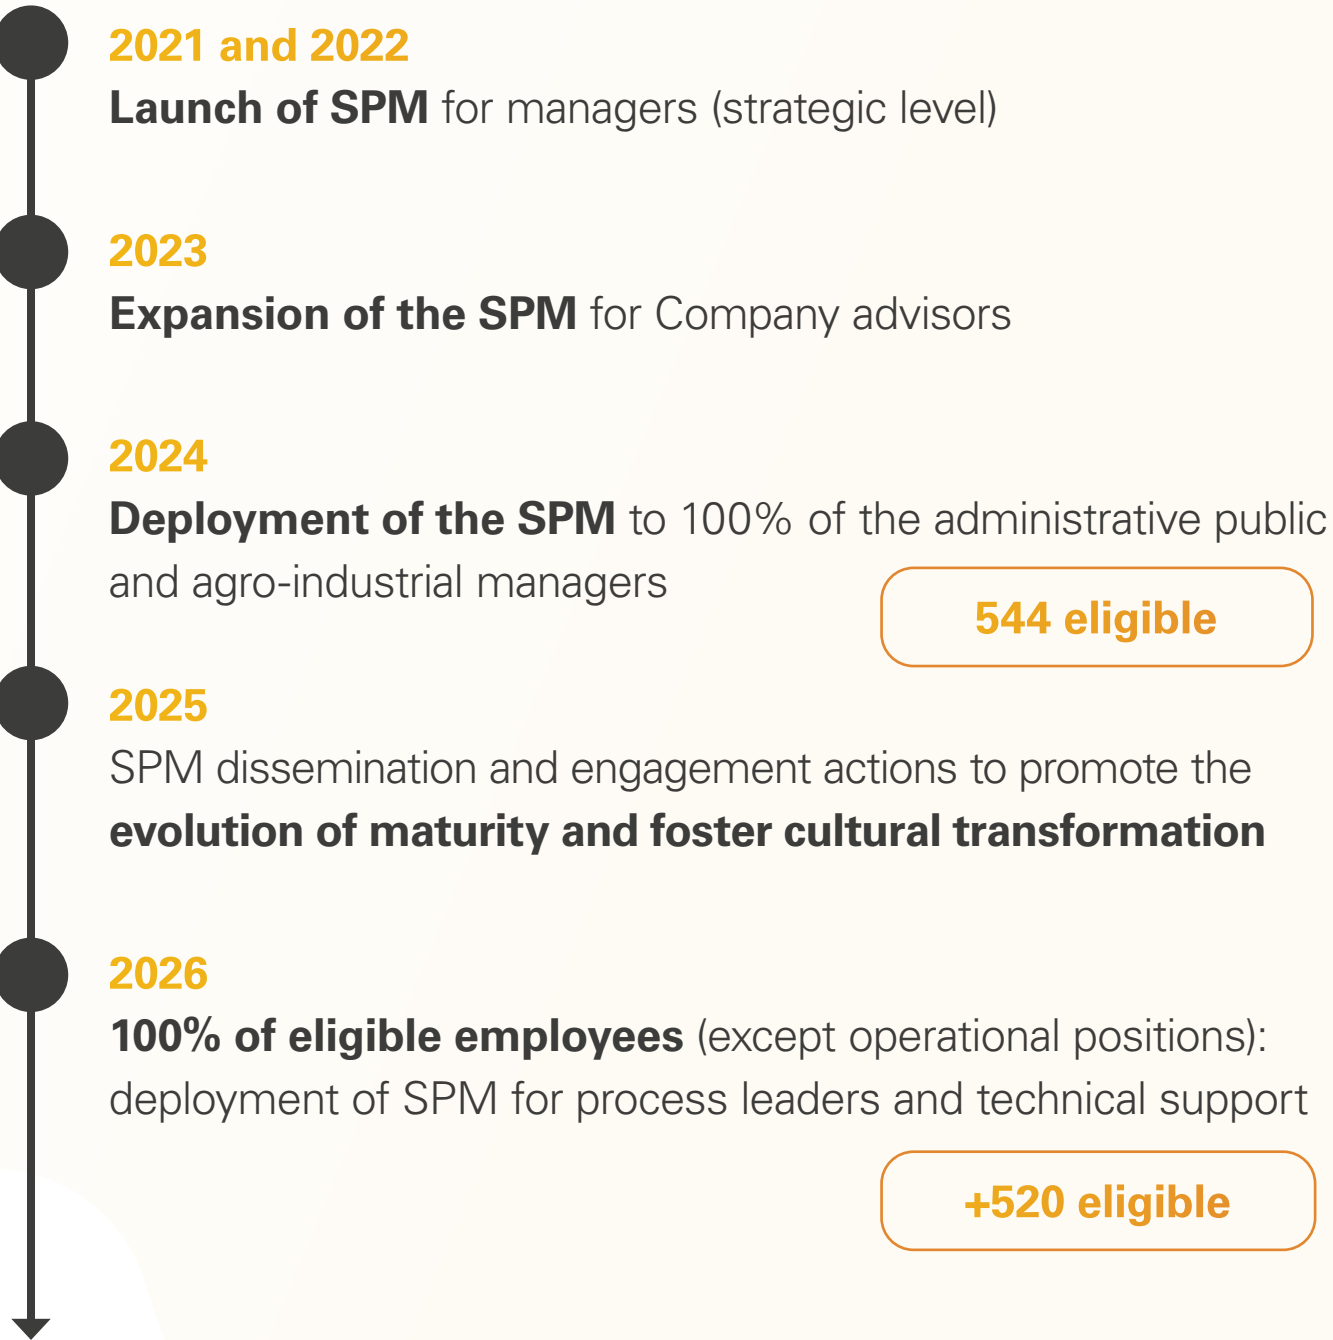 2021 and 2022
Launch of SPM for managers (strategic level)
2023
Expansion of the SPM for Company advisors
2024
Deployment of the SPM to 100% of the administrative public
and agro-industrial managers
544 eligible
2025
SPM dissemination and engagement actions to promote the
evolution of maturity and foster cultural transformation
2026
100% of eligible employees (except operational positions):
deployment of SPM for process leaders and technical support
+520 eligible